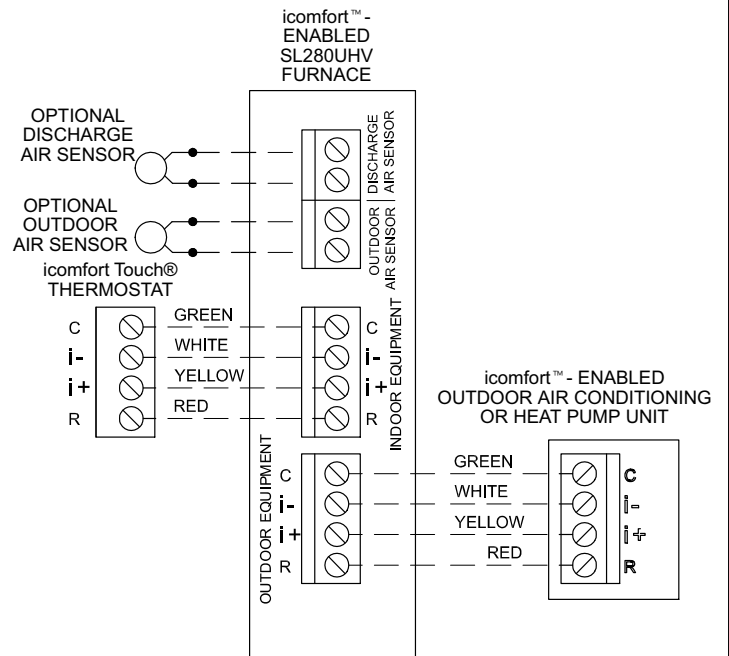 icomfort™-
ENABLED
SL280UHV
FURNACE
OPTIONAL
DISCHARGE
AIR SENSOR
DISCHARGE
AIR SENSOR
OPTIONAL
OUTDOOR
AIR SENSOR
OUTDOOR
AIR SENSOR
icomfort Touch®
THERMOSTAT
C
i-
i+
R
GREEN
WHITE
YELLOW
RED
C
i-
i+
R
INDOOR EQUIPMENT
icomfort™- ENABLED
OUTDOOR AIR CONDITIONING
OR HEAT PUMP UNIT
OUTDOOR EQUIPMENT
C
i-
i+
R
GREEN
WHITE
YELLOW
RED
C
i-
i+
R